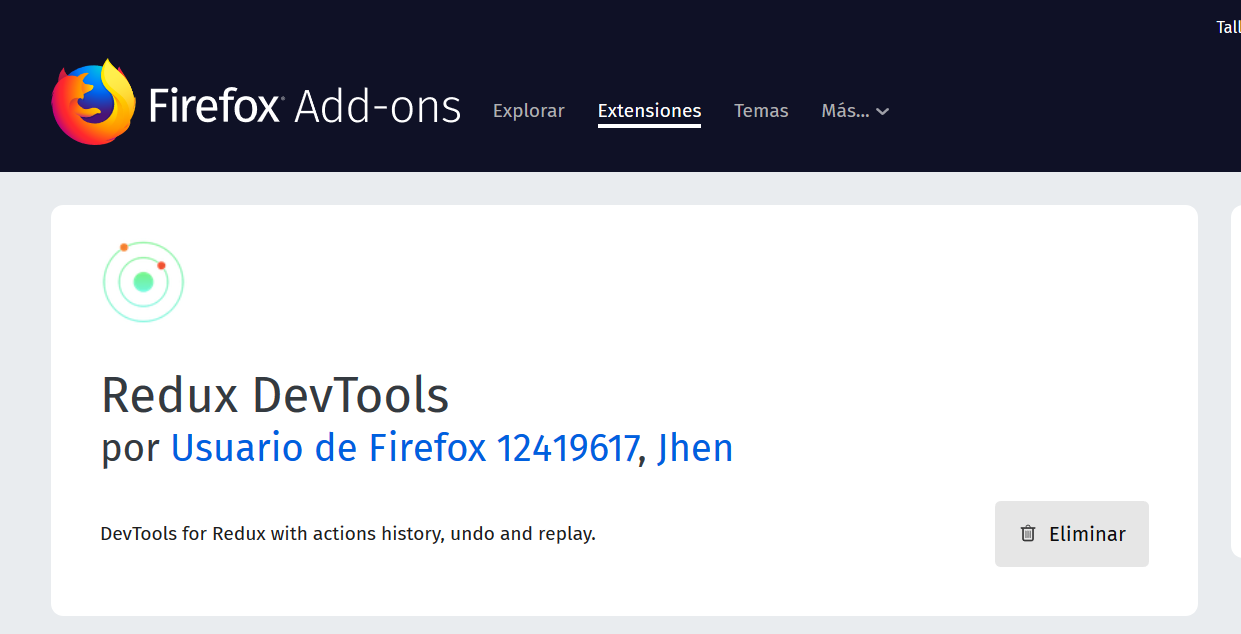 Firefox Add-ons
Explorar Extensiones Temas Más...
Redux DevTools
por Usuario de Firefox 12419617, Jhen
DevTools for Redux with actions history, undo and replay.
Eliminar